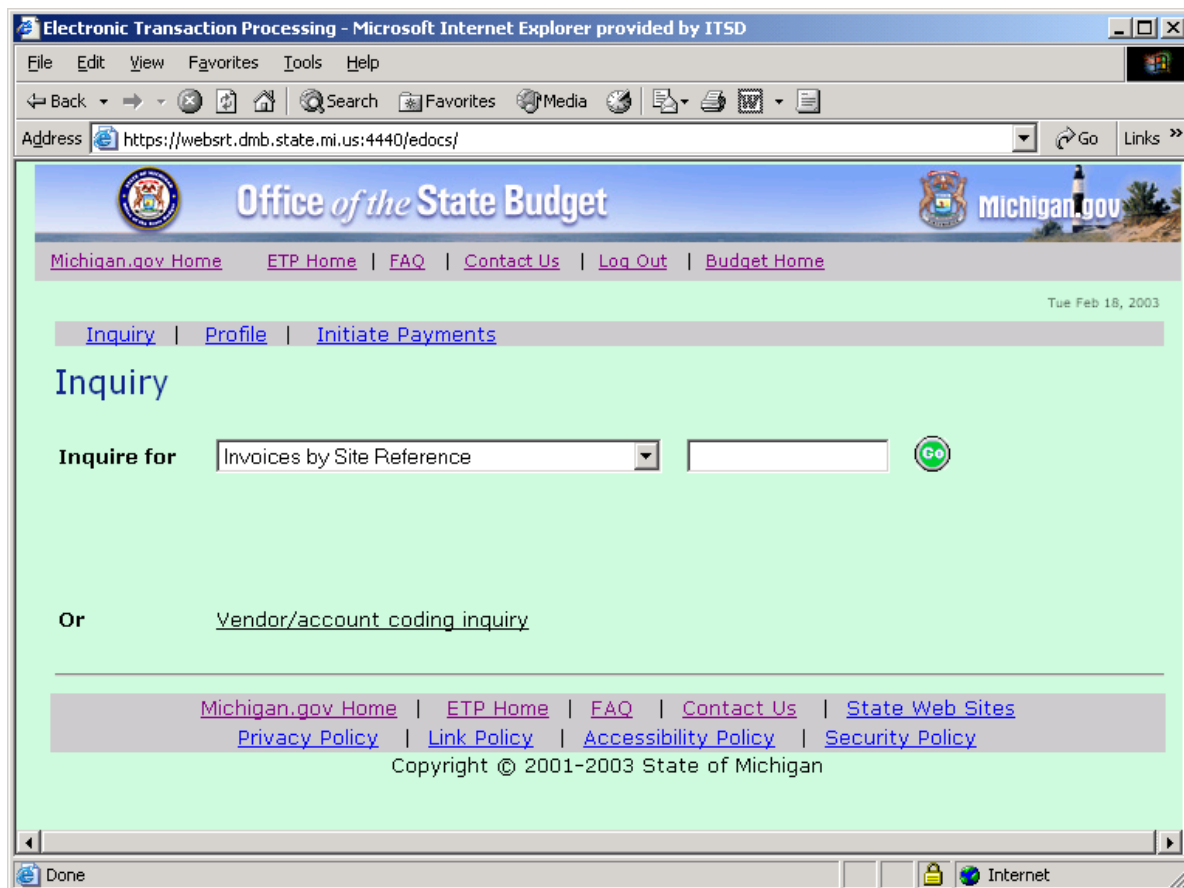 Electronic Transaction Processing - Microsoft Internet Explorer provided by ITSD
File Edit View Favorites Tools Help
Back Search Favorites Media
Address https://websrt.dmb.state.mi.us:4440/edocs/ Go Links »
Office of the State Budget Michigan.gov
Michigan.gov Home ETP Home | FAQ | Contact Us | Log Out | Budget Home
Tue Feb 18, 2003
Inquiry | Profile | Initiate Payments
Inquiry
Inquire for Invoices by Site Reference Go
Or Vendor/account coding inquiry
Michigan.gov Home | ETP Home | FAQ | Contact Us | State Web Sites
Privacy Policy | Link Policy | Accessibility Policy | Security Policy
Copyright © 2001-2003 State of Michigan
Done Internet